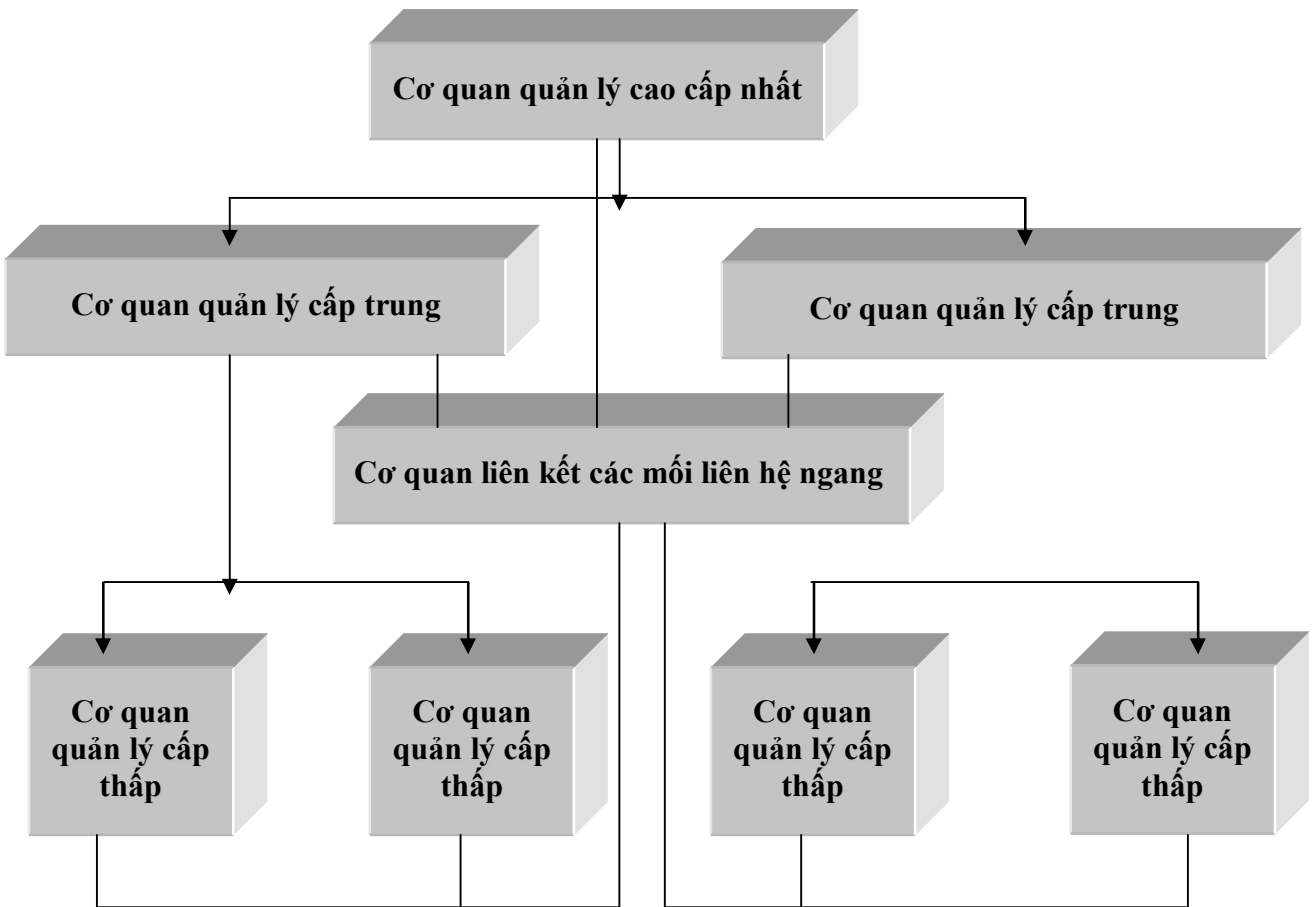 Cơ quan quản lý cao cấp nhất
Cơ quan quản lý cấp trung
Cơ quan quản lý cấp trung
Cơ quan liên kết các mối liên hệ ngang
Cơ quan
quản lý cấp
thấp
Cơ quan
quản lý cấp
thấp
Cơ quan
quản lý cấp
thấp
Cơ quan
quản lý cấp
thấp